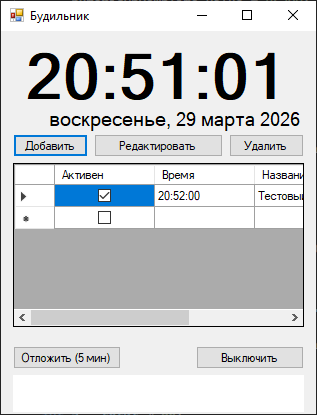 Будильник
20:51:01
воскресенье, 29 марта 2026
Добавить Редактировать Удалить
Активен Время Названи
20:52:00 Тестовый
Отложить (5 мин) Выключить